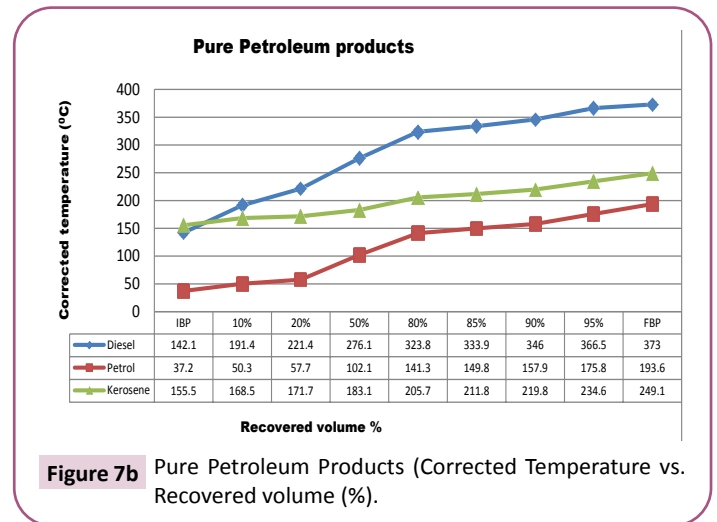 Pure Petroleum products
Corrected temperature (⁰C)
400
350
300
250
200
150
100
50
0
IBP 10% 20% 50% 80% 85% 90% 95% FBP
Diesel 142.1 191.4 221.4 276.1 323.8 333.9 346 366.5 373
Petrol 37.2 50.3 57.7 102.1 141.3 149.8 157.9 175.8 193.6
Kerosene 155.5 168.5 171.7 183.1 205.7 211.8 219.8 234.6 249.1
Recovered volume %
Figure 7b Pure Petroleum Products (Corrected Temperature vs.
Recovered volume (%).